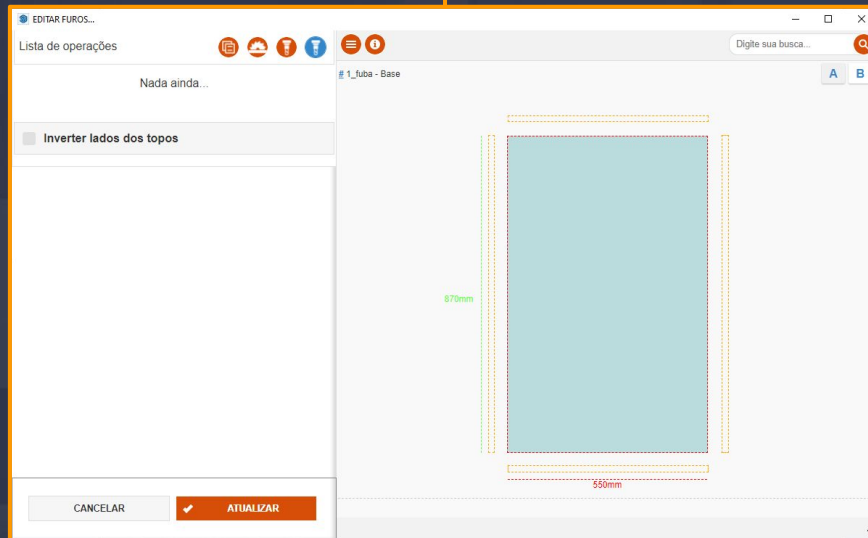 EDITAR FUROS...
Lista de operações
Nada ainda...
Inverter lados dos topos
CANCELAR
ATUALIZAR
Digite sua busca...
# 1_fuba - Base
A B
870mm
550mm